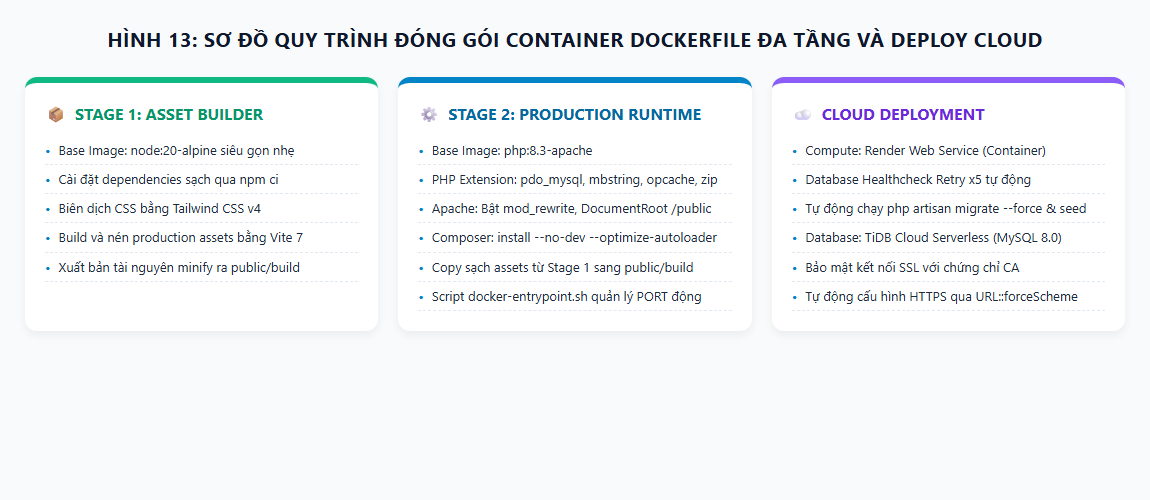 HÌNH 13: SƠ ĐỒ QUY TRÌNH ĐÓNG GÓI CONTAINER DOCKERFILE ĐA TẦNG VÀ DEPLOY CLOUD
STAGE 1: ASSET BUILDER
• Base Image: node:20-alpine siêu gọn nhẹ
• Cài đặt dependencies sạch qua npm ci
• Biên dịch CSS bằng Tailwind CSS v4
• Build và nén production assets bằng Vite 7
• Xuất bản tài nguyên minify ra public/build
STAGE 2: PRODUCTION RUNTIME
• Base Image: php:8.3-apache
• PHP Extension: pdo_mysql, mbstring, opcache, zip
• Apache: Bật mod_rewrite, DocumentRoot /public
• Composer: install --no-dev --optimize-autoloader
• Copy sạch assets từ Stage 1 sang public/build
• Script docker-entrypoint.sh quản lý PORT động
CLOUD DEPLOYMENT
• Compute: Render Web Service (Container)
• Database Healthcheck Retry x5 tự động
• Tự động chạy php artisan migrate --force & seed
• Database: TiDB Cloud Serverless (MySQL 8.0)
• Bảo mật kết nối SSL với chứng chỉ CA
• Tự động cấu hình HTTPS qua URL::forceScheme